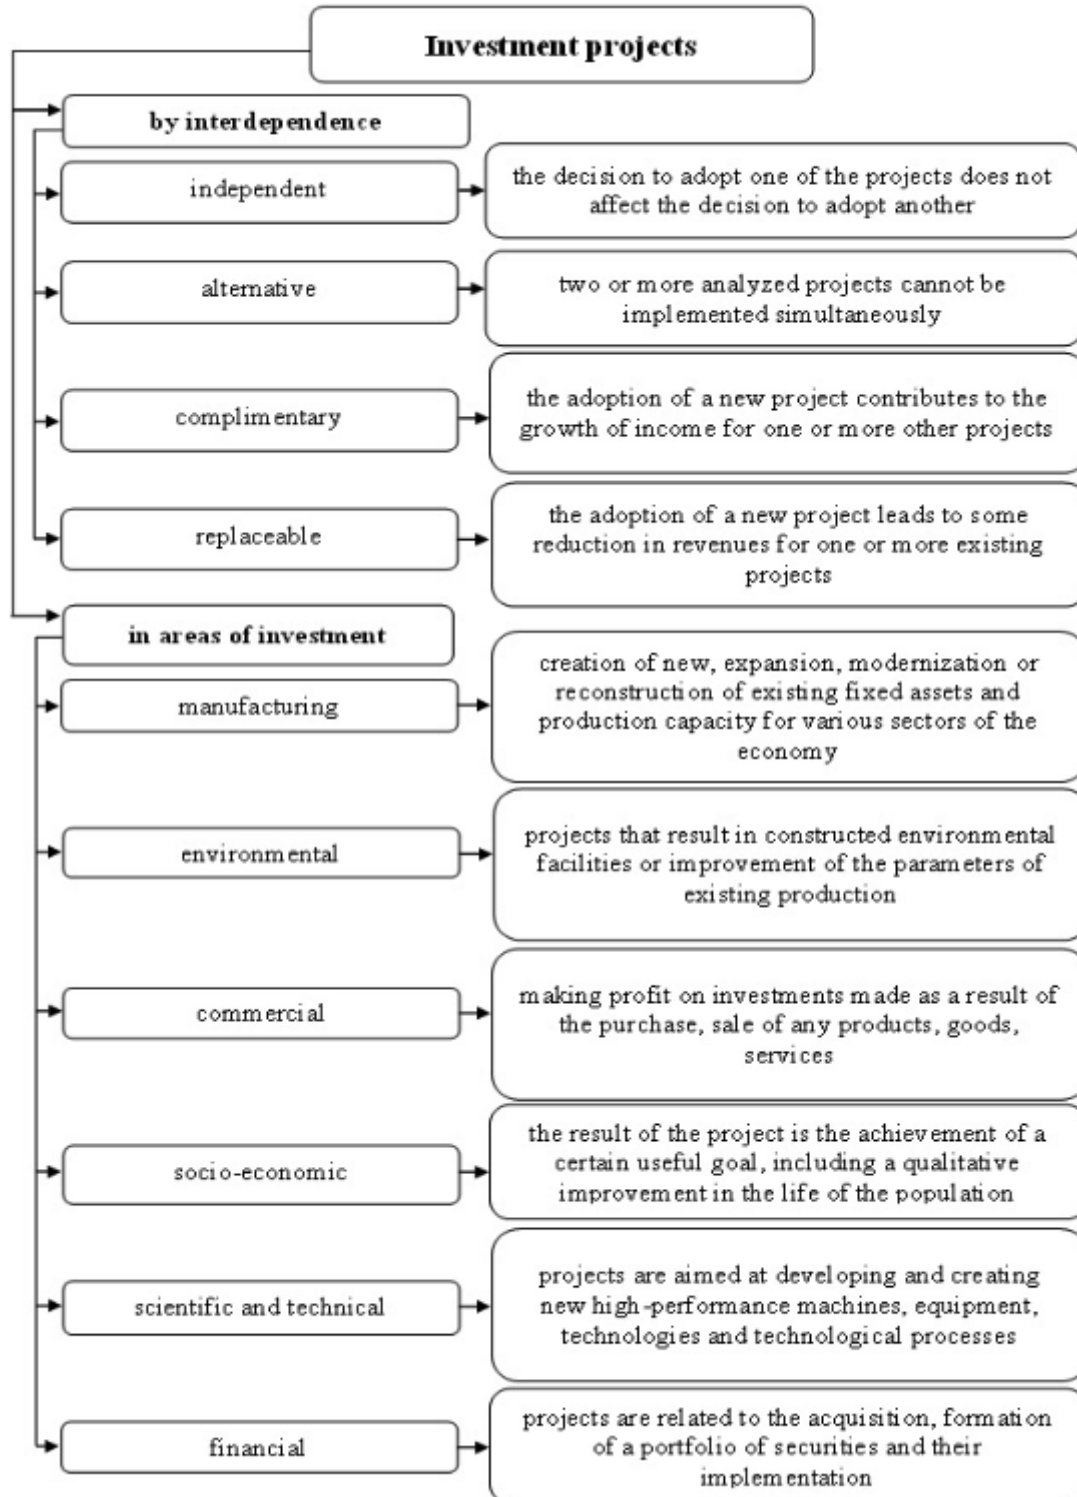 Investment projects
by interdependence
independent
the decision to adopt one of the projects does not
affect the decision to adopt another
alternative
two or more analyzed projects cannot be
implemented simultaneously
complimentary
the adoption of a new project contributes to the
growth of income for one or more other projects
replaceable
the adoption of a new project leads to some
reduction in revenues for one or more existing
projects
in areas of investment
manufacturing
creation of new, expansion, modernization or
reconstruction of existing fixed assets and
production capacity for various sectors of the
economy
environmental
projects that result in constructed environmental
facilities or improvement of the parameters of
existing production
commercial
making profit on investments made as a result of
the purchase, sale of any products, goods,
services
socio-economic
the result of the project is the achievement of a
certain useful goal, including a qualitative
improvement in the life of the population
scientific and technical
projects are aimed at developing and creating
new high-performance machines, equipment,
technologies and technological processes
financial
projects are related to the acquisition, formation
of a portfolio of securities and their
implementation